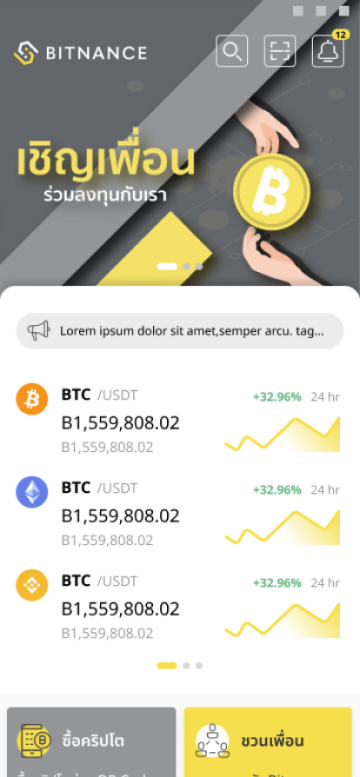 12
BITNANCE
เชิญเพื่อน
ร่วมลงทุนกับเรา
Lorem ipsum dolor sit amet,semper arcu. tag...
BTC /USDT
+32.96% 24 hr
B1,559,808.02
B1,559,808.02
BTC /USDT
+32.96% 24 hr
B1,559,808.02
B1,559,808.02
BTC /USDT
+32.96% 24 hr
B1,559,808.02
B1,559,808.02
ซื้อคริปโต
ชวนเพื่อน